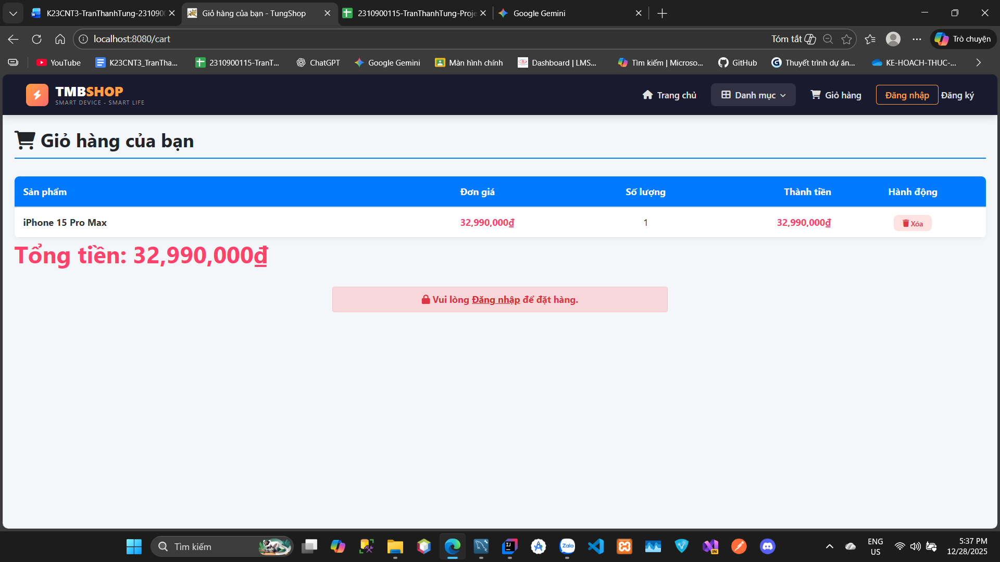 K23CNT3-TranThanhTung-2310900
Giỏ hàng của bạn - TungShop
2310900115-TranThanhTung-Proje
Google Gemini
localhost:8080/cart
Tóm tắt
Trò chuyện
YouTube
K23CNT3_TranTha...
2310900115-TranT...
ChatGPT
Google Gemini
Màn hình chính
Dashboard | LMS...
Tìm kiếm | Microso...
GitHub
Thuyết trình dự án...
KE-HOACH-THUC-...
TMBSHOP
SMART DEVICE - SMART LIFE
Trang chủ
Danh mục
Giỏ hàng
Đăng nhập
Đăng ký
Giỏ hàng của bạn
Sản phẩm Đơn giá Số lượng Thành tiền Hành động
iPhone 15 Pro Max 32,990,000₫ 1 32,990,000₫ Xóa
Tổng tiền: 32,990,000₫
Vui lòng Đăng nhập để đặt hàng.
Tìm kiếm
Zalo
IJ
IN
ENG
US
5:37 PM
12/28/2025